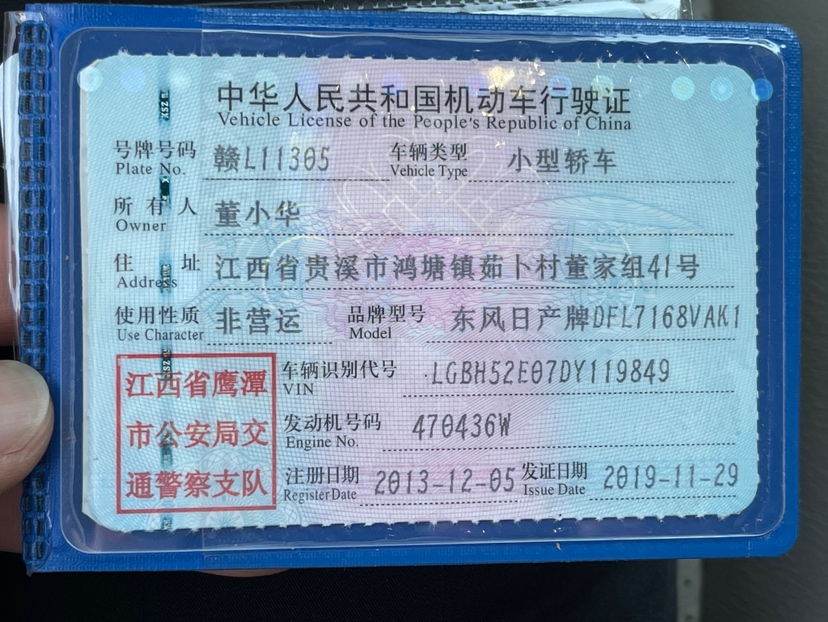 中华人民共和国机动车行驶证
Vehicle License of the People's Republic of China
号牌号码 赣L11305 车辆类型 小型轿车
Plate No. Vehicle Type
所有人 董小华
Owner
住址 江西省贵溪市鸿塘镇茹卜村董家组41号
Address
使用性质 非营运 品牌型号 东风日产牌DFL7168VAK1
Use Character Model
车辆识别代号 LGBH52E07DY119849
VIN
发动机号码 470436W
Engine No.
注册日期 2013-12-05 发证日期 2019-11-29
Register Date Issue Date
江西省鹰潭
市公安局交
通警察支队